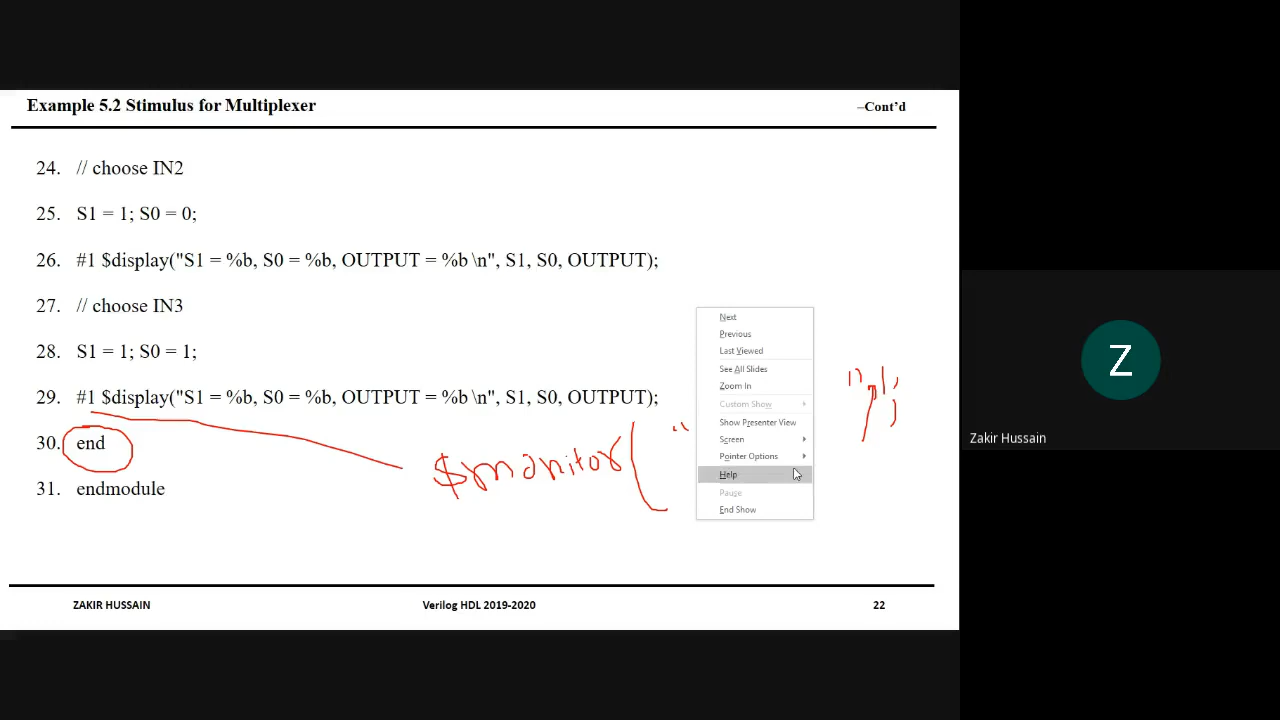 Example 5.2 Stimulus for Multiplexer
–Cont'd
24. // choose IN2
25. S1 = 1; S0 = 0;
26. #1 $display("S1 = %b, S0 = %b, OUTPUT = %b \n", S1, S0, OUTPUT);
27. // choose IN3
28. S1 = 1; S0 = 1;
29. #1 $display("S1 = %b, S0 = %b, OUTPUT = %b \n", S1, S0, OUTPUT);
30. end
31. endmodule
$monitor( "
Next
Previous
Last Viewed
See All Slides
Zoom In
Custom Show
Show Presenter View
Screen
Pointer Options
Help
Pause
End Show
ZAKIR HUSSAIN
Verilog HDL 2019-2020
22
Z
Zakir Hussain